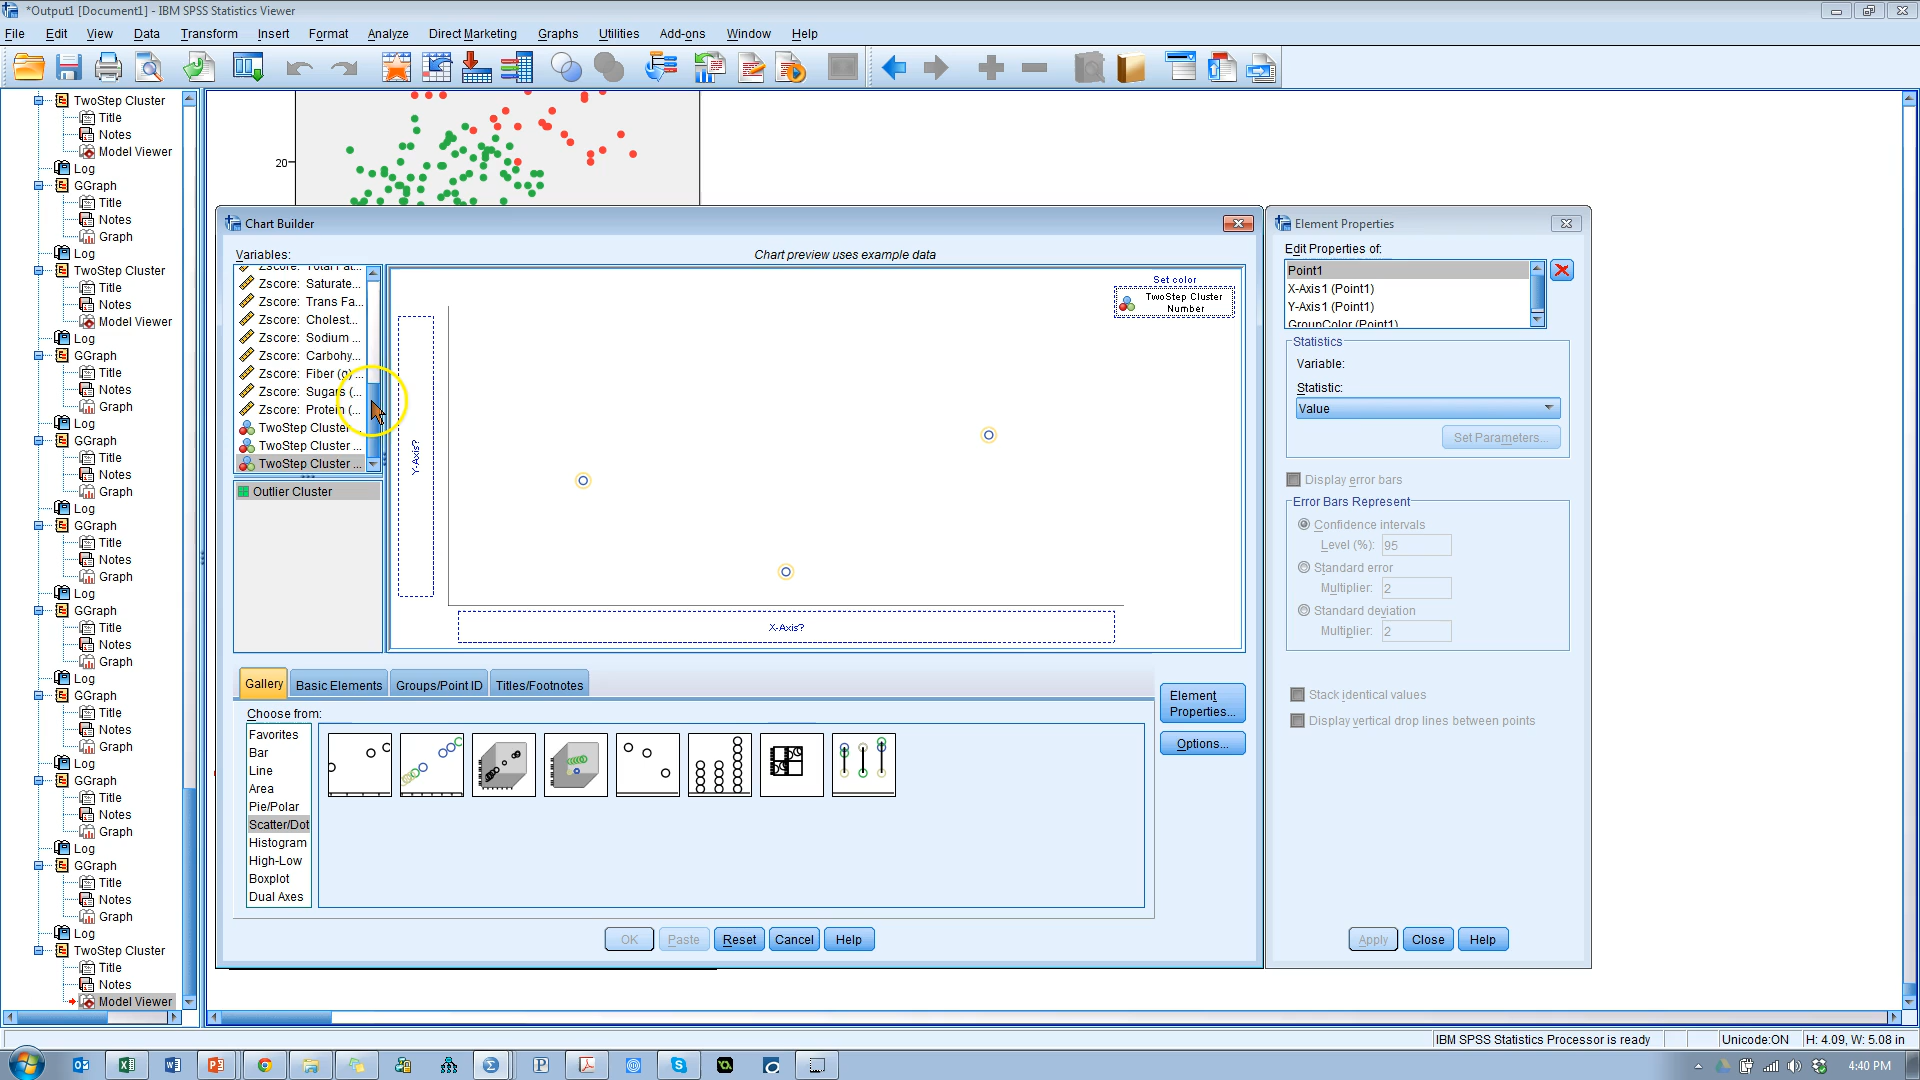 *Output1 [Document1] - IBM SPSS Statistics Viewer
File Edit View Data Transform Insert Format Analyze Direct Marketing Graphs Utilities Add-ons Window Help
TwoStep Cluster
Title
Notes
Model Viewer
Log
GGraph
Title
Notes
Graph
Log
TwoStep Cluster
Title
Notes
Model Viewer
Log
GGraph
Title
Notes
Graph
Log
GGraph
Title
Notes
Graph
Log
GGraph
Title
Notes
Graph
Log
GGraph
Title
Notes
Graph
Log
GGraph
Title
Notes
Graph
Log
GGraph
Title
Notes
Graph
Log
GGraph
Title
Notes
Graph
Log
TwoStep Cluster
Title
Notes
Model Viewer
20
Chart Builder
Variables:
Chart preview uses example data
Zscore: Total Fat...
Zscore: Saturate...
Zscore: Trans Fa...
Zscore: Cholest...
Zscore: Sodium ...
Zscore: Carbohy...
Zscore: Fiber (g) ...
Zscore: Sugars (...
Zscore: Protein (...
TwoStep Cluster ...
TwoStep Cluster ...
TwoStep Cluster ...
Outlier Cluster
Set color
TwoStep Cluster
Number
Y-Axis?
X-Axis?
Gallery Basic Elements Groups/Point ID Titles/Footnotes
Choose from:
Favorites
Bar
Line
Area
Pie/Polar
Scatter/Dot
Histogram
High-Low
Boxplot
Dual Axes
Element
Properties...
Options...
OK Paste Reset Cancel Help
Element Properties
Edit Properties of:
Point1
X-Axis1 (Point1)
Y-Axis1 (Point1)
GroupColor (Point1)
Statistics
Variable:
Statistic:
Value
Set Parameters...
Display error bars
Error Bars Represent
Confidence intervals
Level (%): 95
Standard error
Multiplier: 2
Standard deviation
Multiplier: 2
Stack identical values
Display vertical drop lines between points
Apply Close Help
IBM SPSS Statistics Processor is ready Unicode:ON H: 4.09, W: 5.08 in
4:40 PM